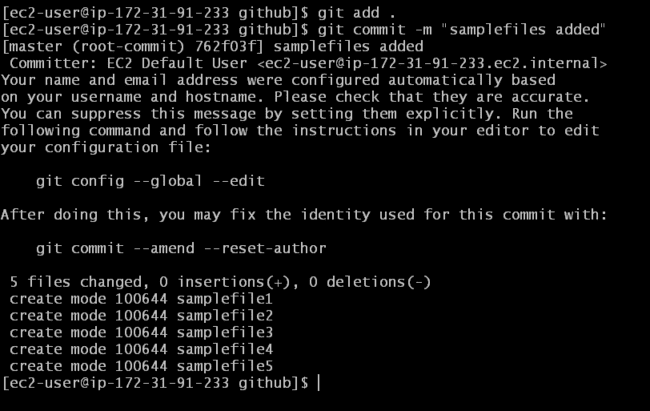 [ec2-user@ip-172-31-91-233 github]$ git add .
[ec2-user@ip-172-31-91-233 github]$ git commit -m "samplefiles added"
[master (root-commit) 762f03f] samplefiles added
 Committer: EC2 Default User <ec2-user@ip-172-31-91-233.ec2.internal>
Your name and email address were configured automatically based
on your username and hostname. Please check that they are accurate.
You can suppress this message by setting them explicitly. Run the
following command and follow the instructions in your editor to edit
your configuration file:

    git config --global --edit

After doing this, you may fix the identity used for this commit with:

    git commit --amend --reset-author

 5 files changed, 0 insertions(+), 0 deletions(-)
 create mode 100644 samplefile1
 create mode 100644 samplefile2
 create mode 100644 samplefile3
 create mode 100644 samplefile4
 create mode 100644 samplefile5
[ec2-user@ip-172-31-91-233 github]$